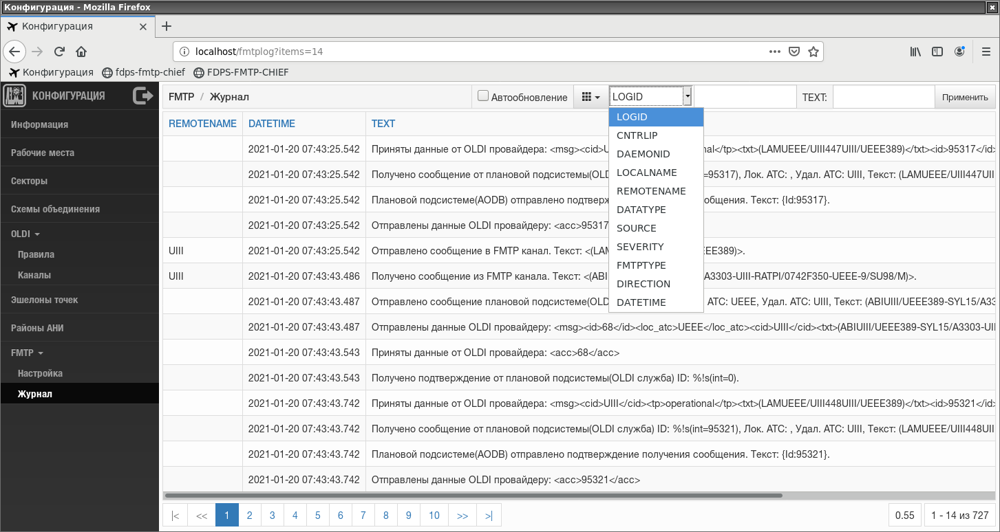 Конфигурация - Mozilla Firefox
Конфигурация
localhost/fmtplog?items=14
Конфигурация fdps-fmtp-chief FDPS-FMTP-CHIEF
КОНФИГУРАЦИЯ
Информация
Рабочие места
Секторы
Схемы объединения
OLDI
Правила
Каналы
Эшелоны точек
Районы АНИ
FMTP
Настройка
Журнал
FMTP / Журнал
Автообновление LOGID TEXT: Применить
LOGID
CNTRLIP
DAEMONID
LOCALNAME
REMOTENAME
DATATYPE
SOURCE
SEVERITY
FMTPTYPE
DIRECTION
DATETIME
REMOTENAME DATETIME TEXT
2021-01-20 07:43:25.542 Приняты данные от OLDI провайдера: <msg><cid>U nal</tp><txt>(LAMUEEE/UIII447UIII/UEEE389)</txt><id>95317</id>
2021-01-20 07:43:25.542 Получено сообщение от плановой подсистемы(OLD =95317), Лок. АТС: , Удал. АТС: UIII, Текст: (LAMUEEE/UIII447UII
2021-01-20 07:43:25.542 Плановой подсистеме(AODB) отправлено подтверж общения. Текст: {Id:95317}.
2021-01-20 07:43:25.542 Отправлены данные OLDI провайдеру: <acc>95317
UIII 2021-01-20 07:43:25.542 Отправлено сообщение в FMTP канал. Текст: <(LAM EE389)>.
UIII 2021-01-20 07:43:43.486 Получено сообщение из FMTP канала. Текст: <(ABI A3303-UIII-RATPI/0742F350-UEEE-9/SU98/M)>.
2021-01-20 07:43:43.487 Отправлено сообщение плановой подсистеме(OLD АТС: UEEE, Удал. АТС: UIII, Текст: (ABIUIII/UEEE389-SYL15/A33
2021-01-20 07:43:43.487 Отправлены данные OLDI провайдеру: <msg><id>68</id><loc_atc>UEEE</loc_atc><cid>UIII</cid><txt>(ABIUIII/UEEE389-SYL15/A3303-UII
2021-01-20 07:43:43.543 Приняты данные от OLDI провайдера: <acc>68</acc>
2021-01-20 07:43:43.543 Получено подтверждение от плановой подсистемы(OLDI служба) ID: %!s(int=0).
2021-01-20 07:43:43.742 Приняты данные от OLDI провайдера: <msg><cid>UIII</cid><tp>operational</tp><txt>(LAMUEEE/UIII448UIII/UEEE389)</txt><id>95321</id>
2021-01-20 07:43:43.742 Получено сообщение от плановой подсистемы(OLDI служба) ID: %!s(int=95321), Лок. АТС: , Удал. АТС: UIII, Текст: (LAMUEEE/UIII448UII
2021-01-20 07:43:43.742 Плановой подсистеме(AODB) отправлено подтверждение получения сообщения. Текст: {Id:95321}.
2021-01-20 07:43:43.742 Отправлены данные OLDI провайдеру: <acc>95321</acc>
|< << 1 2 3 4 5 6 7 8 9 10 >> >| 0.55 1 - 14 из 727